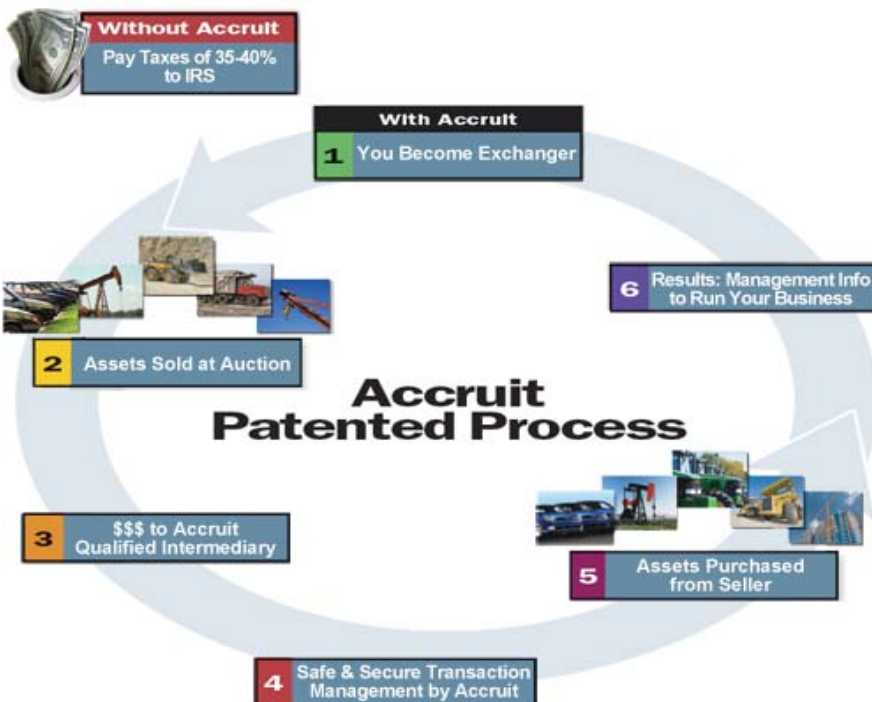 Without Accruit
Pay Taxes of 35-40%
to IRS
With Accruit
1 You Become Exchanger
6 Results: Management Info
to Run Your Business
2 Assets Sold at Auction
Accruit
Patented Process
3 $$$ to Accruit
Qualified Intermediary
5 Assets Purchased
from Seller
4 Safe & Secure Transaction
Management by Accruit